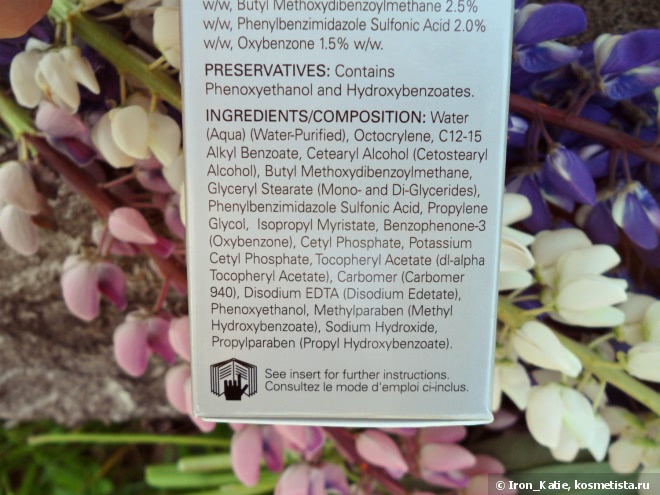 w/w, Butyl Methoxydibenzoylmethane 2.5%
w/w, Phenylbenzimidazole Sulfonic Acid 2.0%
w/w, Oxybenzone 1.5% w/w.
PRESERVATIVES: Contains
Phenoxyethanol and Hydroxybenzoates.
INGREDIENTS/COMPOSITION: Water
(Aqua) (Water-Purified), Octocrylene, C12-15
Alkyl Benzoate, Cetearyl Alcohol (Cetostearyl
Alcohol), Butyl Methoxydibenzoylmethane,
Glyceryl Stearate (Mono- and Di-Glycerides),
Phenylbenzimidazole Sulfonic Acid, Propylene
Glycol, Isopropyl Myristate, Benzophenone-3
(Oxybenzone), Cetyl Phosphate, Potassium
Cetyl Phosphate, Tocopheryl Acetate (dl-alpha
Tocopheryl Acetate), Carbomer (Carbomer
940), Disodium EDTA (Disodium Edetate),
Phenoxyethanol, Methylparaben (Methyl
Hydroxybenzoate), Sodium Hydroxide,
Propylparaben (Propyl Hydroxybenzoate).
See insert for further instructions.
Consultez le mode d'emploi ci-inclus.
© Iron_Katie, kosmetista.ru